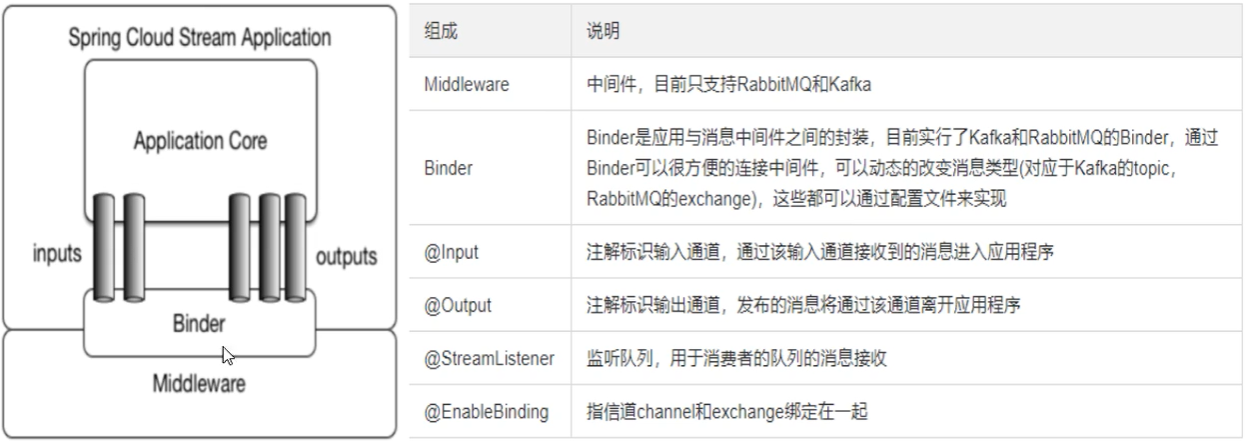 Spring Cloud Stream Application
Application Core
inputs
outputs
Binder
Middleware
组成 说明
Middleware 中间件，目前只支持RabbitMQ和Kafka
Binder Binder是应用与消息中间件之间的封装，目前实行了Kafka和RabbitMQ的Binder，通过
Binder可以很方便的连接中间件，可以动态的改变消息类型(对应于Kafka的topic，
RabbitMQ的exchange)，这些都可以通过配置文件来实现
@Input 注解标识输入通道，通过该输入通道接收到的消息进入应用程序
@Output 注解标识输出通道，发布的消息将通过该通道离开应用程序
@StreamListener 监听队列，用于消费者的队列的消息接收
@EnableBinding 指信道channel和exchange绑定在一起